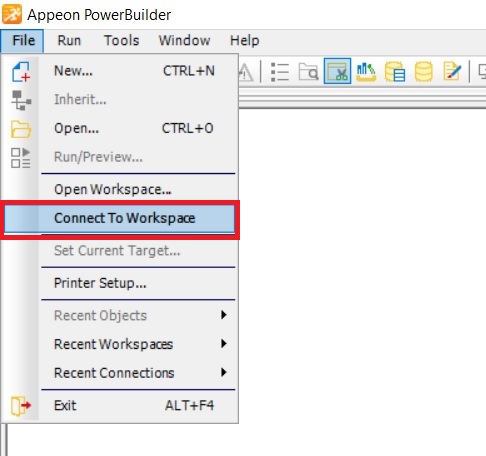 Appeon PowerBuilder
File Run Tools Window Help
New... CTRL+N
Inherit...
Open... CTRL+O
Run/Preview...
Open Workspace...
Connect To Workspace
Set Current Target...
Printer Setup...
Recent Objects
Recent Workspaces
Recent Connections
Exit ALT+F4